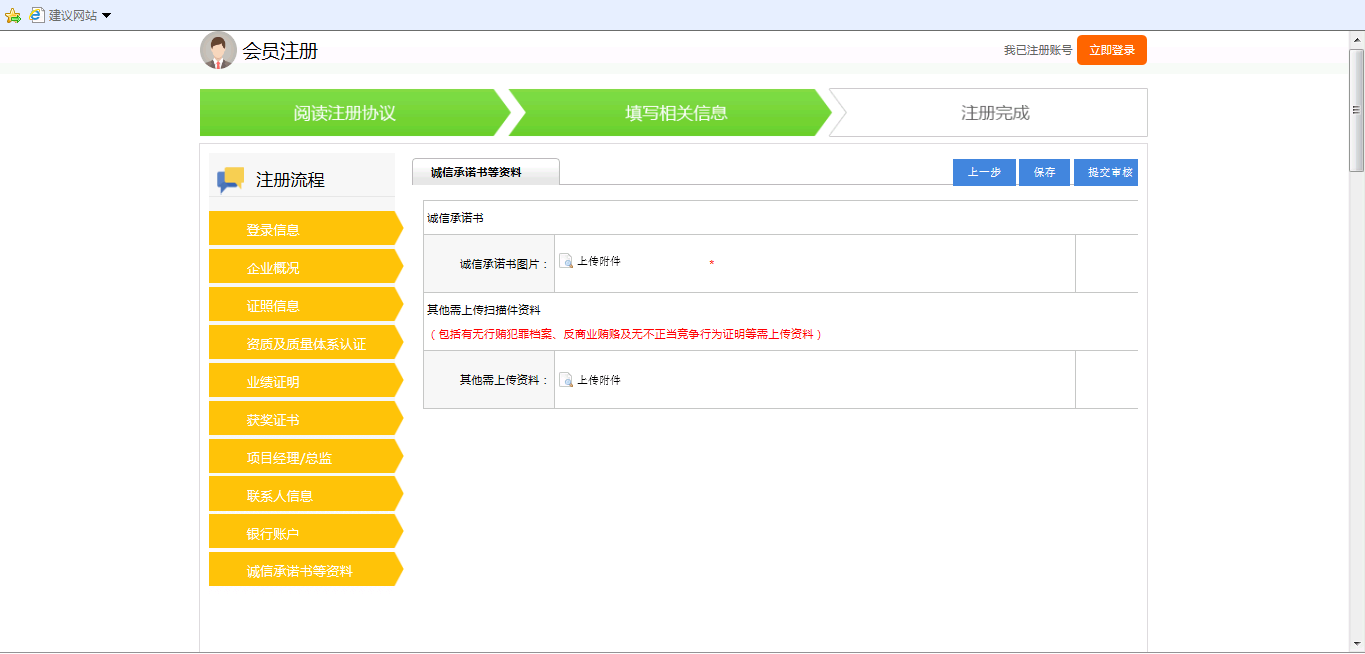 建议网站
会员注册
我已注册账号 立即登录
阅读注册协议 填写相关信息 注册完成
注册流程
登录信息
企业概况
证照信息
资质及质量体系认证
业绩证明
获奖证书
项目经理/总监
联系人信息
银行账户
诚信承诺书等资料
诚信承诺书等资料 上一步 保存 提交审核
诚信承诺书
诚信承诺书图片： 上传附件 *
其他需上传扫描件资料
（包括有无行贿犯罪档案、反商业贿赂及无不正当竞争行为证明等需上传资料）
其他需上传资料： 上传附件